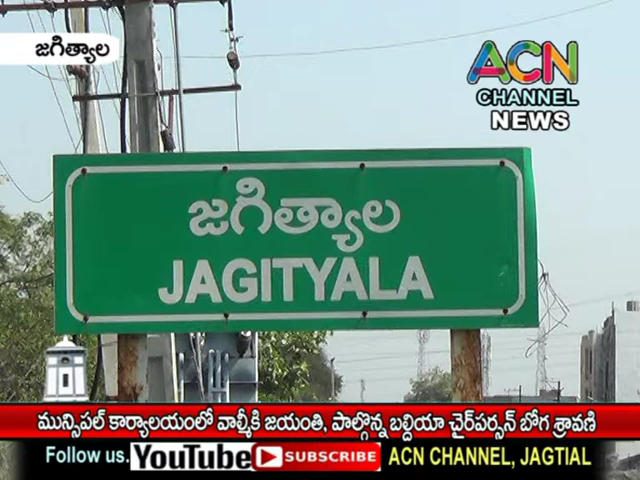 జగిత్యాల
ACN
CHANNEL
NEWS
జగిత్యాల
JAGITYALA
మున్సిపల్ కార్యాలయంలో వాల్మీకి జయంతి, పాల్గొన్న బల్దియా చైర్‌పర్సన్ బోగ శ్రావణి
Follow us. YouTube SUBSCRIBE ACN CHANNEL, JAGTIAL